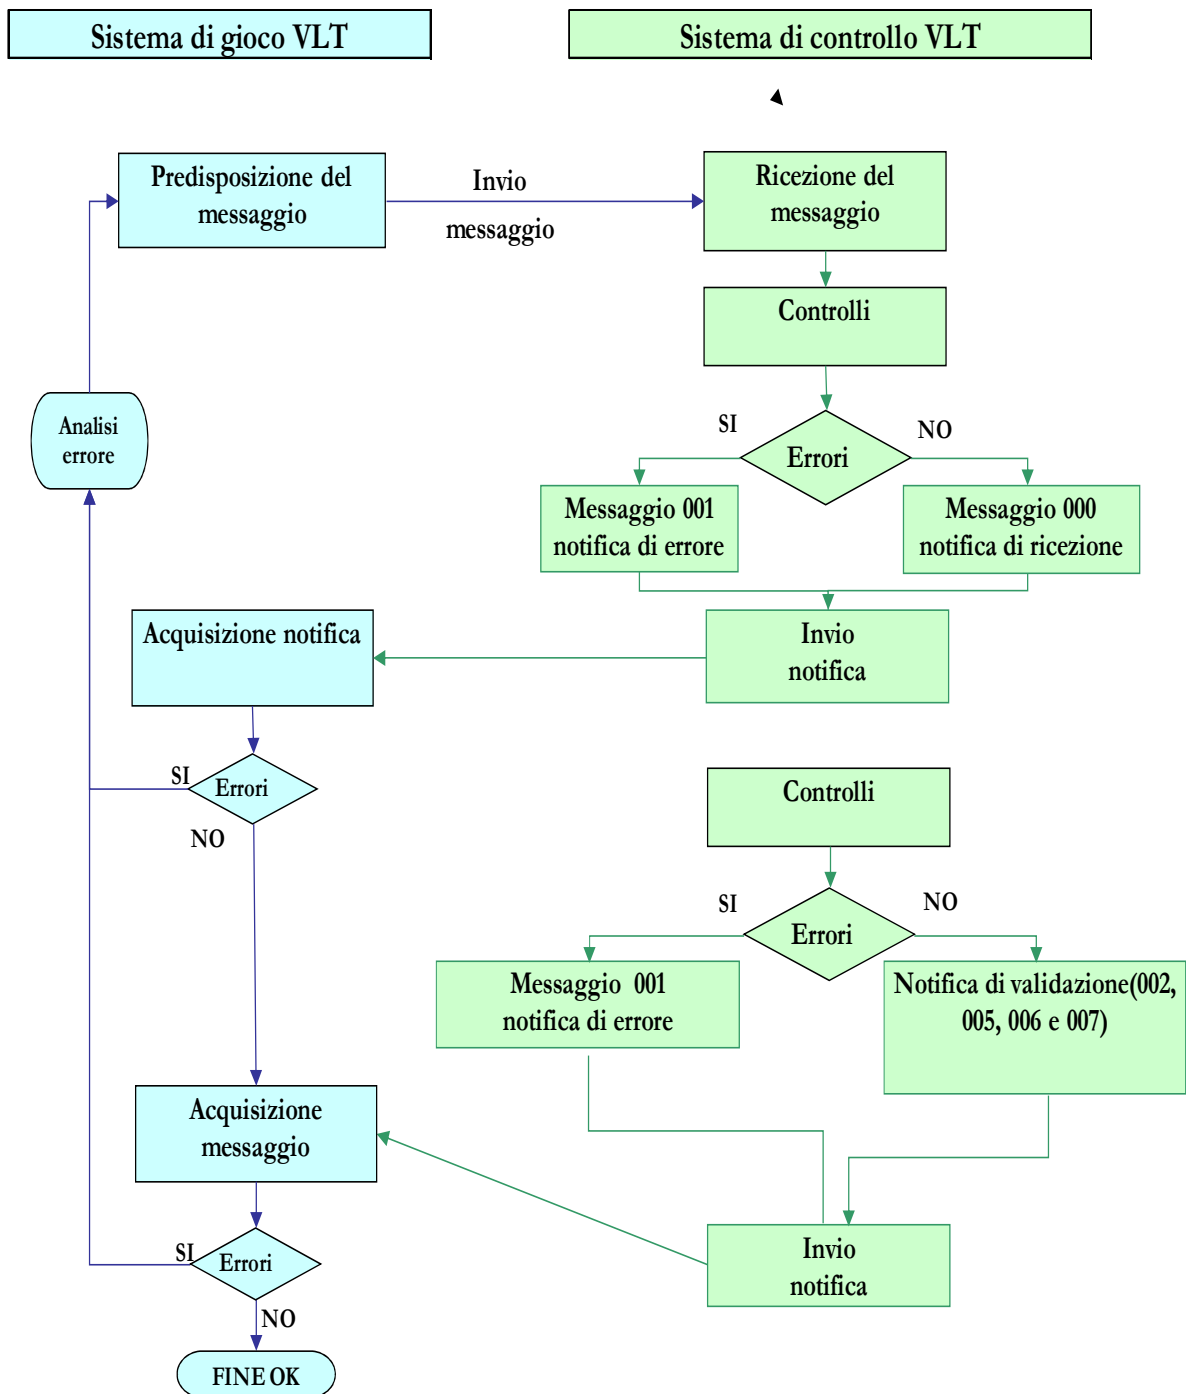 Sistema di gioco VLT
Sistema di controllo VLT
Predisposizione del
messaggio
Invio
messaggio
Ricezione del
messaggio
Controlli
Analisi
errore
SI
NO
Errori
Messaggio 001
notifica di errore
Messaggio 000
notifica di ricezione
Acquisizione notifica
Invio
notifica
SI
Errori
NO
Controlli
SI
NO
Errori
Messaggio 001
notifica di errore
Notifica di validazione(002,
005, 006 e 007)
Acquisizione
messaggio
SI
Errori
NO
Invio
notifica
FINE OK